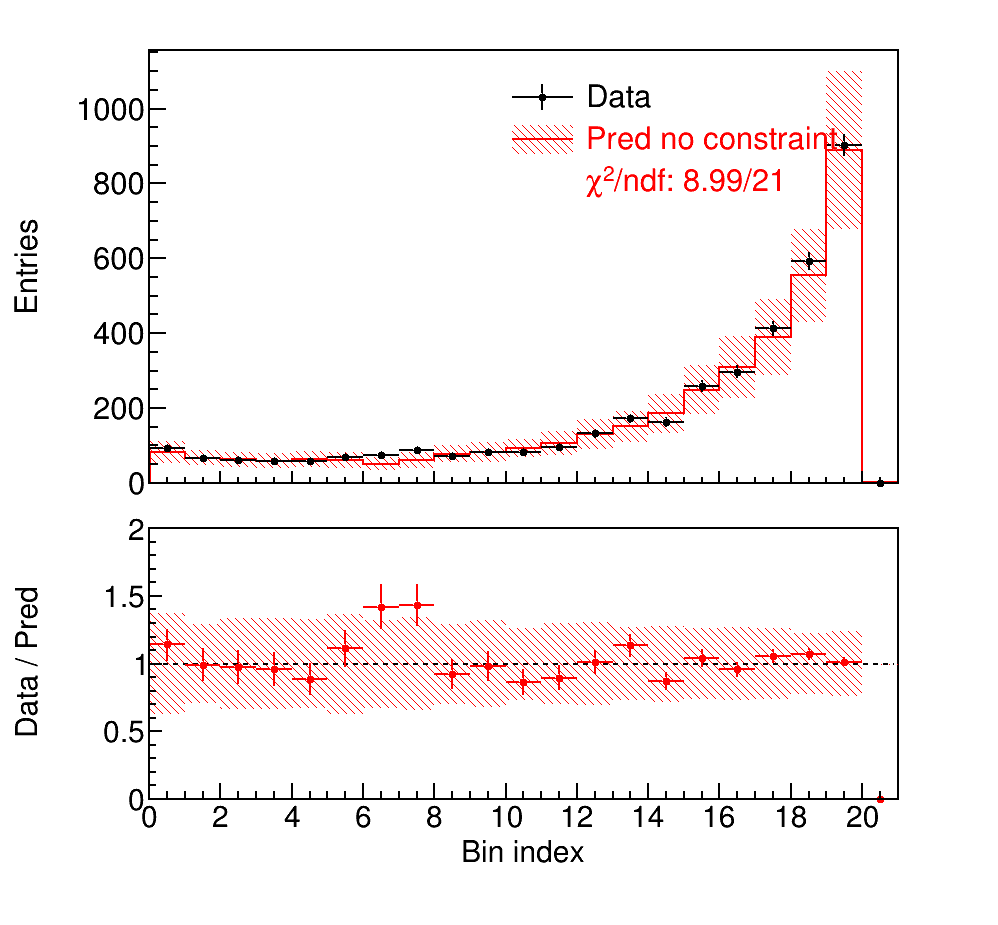 Entries
1000
800
600
400
200
0
Data
Pred no constraint
χ²/ndf: 8.99/21
Data / Pred
2
1.5
1
0.5
0
0 2 4 6 8 10 12 14 16 18 20
Bin index